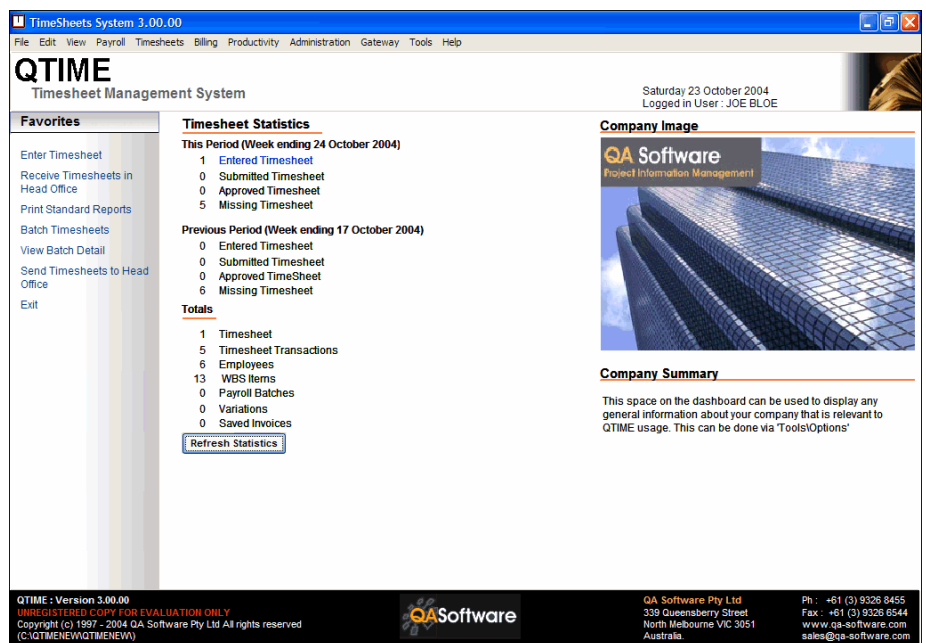 TimeSheets System 3.00.00
File Edit View Payroll Timesheets Billing Productivity Administration Gateway Tools Help
QTIME
Timesheet Management System
Saturday 23 October 2004
Logged in User : JOE BLOE
Favorites
Enter Timesheet
Receive Timesheets in
Head Office
Print Standard Reports
Batch Timesheets
View Batch Detail
Send Timesheets to Head
Office
Exit
Timesheet Statistics
This Period (Week ending 24 October 2004)
1 Entered Timesheet
0 Submitted Timesheet
0 Approved Timesheet
5 Missing Timesheet
Previous Period (Week ending 17 October 2004)
0 Entered Timesheet
0 Submitted Timesheet
0 Approved TimeSheet
6 Missing Timesheet
Totals
1 Timesheet
5 Timesheet Transactions
6 Employees
13 WBS Items
0 Payroll Batches
0 Variations
0 Saved Invoices
Refresh Statistics
Company Image
QA Software
Project Information Management
Company Summary
This space on the dashboard can be used to display any
general information about your company that is relevant to
QTIME usage. This can be done via 'Tools\Options'
QTIME : Version 3.00.00
UNREGISTERED COPY FOR EVALUATION ONLY
Copyright (c) 1997 - 2004 QA Software Pty Ltd All rights reserved
(C:\QTIMENEW\QTIMENEW\)
QASoftware
QA Software Pty Ltd
339 Queensberry Street
North Melbourne VIC 3051
Australia.
Ph : +61 (3) 9326 8455
Fax : +61 (3) 9326 6544
www.qa-software.com
sales@qa-software.com